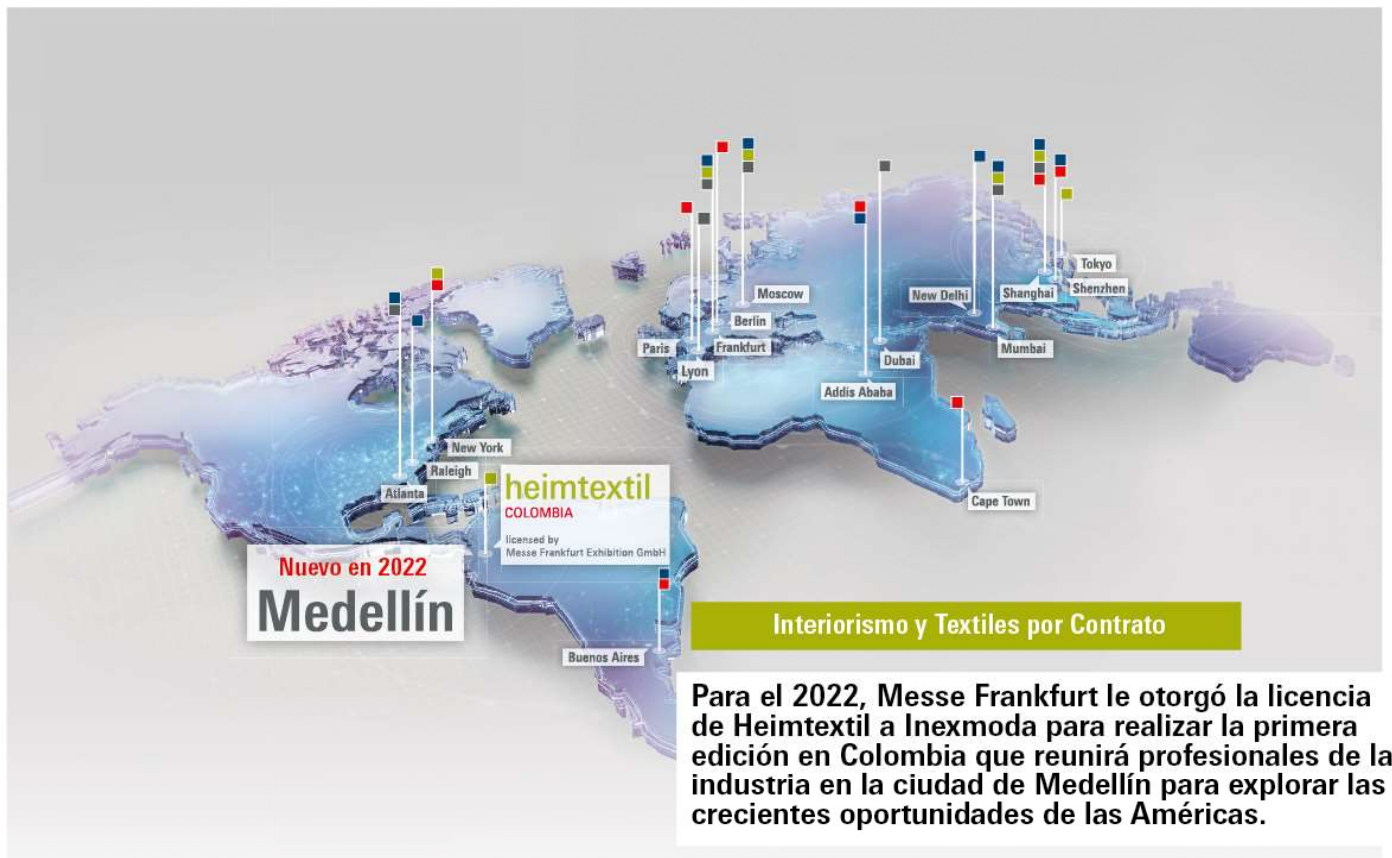 Tokyo
Shenzhen
Shanghai
New Delhi
Mumbai
Moscow
Berlin
Frankfurt
Paris
Lyon
Dubai
Addis Ababa
Cape Town
New York
Raleigh
Atlanta
heimtextil
COLOMBIA
licensed by
Messe Frankfurt Exhibition GmbH
Nuevo en 2022
Medellín
Buenos Aires
Interiorismo y Textiles por Contrato
Para el 2022, Messe Frankfurt le otorgó la licencia
de Heimtextil a Inexmoda para realizar la primera
edición en Colombia que reunirá profesionales de la
industria en la ciudad de Medellín para explorar las
crecientes oportunidades de las Américas.